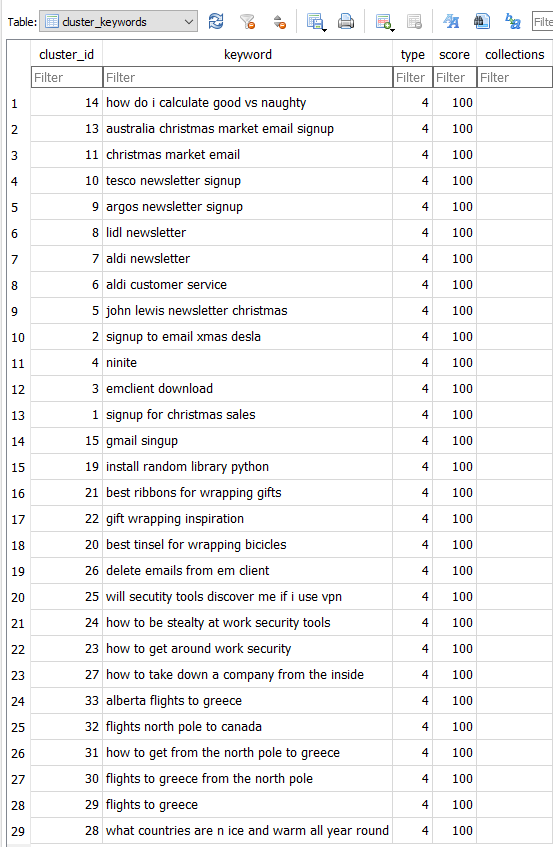 Table: cluster_keywords Filte
cluster_id keyword type score collections
Filter Filter Filter Filter Filter
1 14 how do i calculate good vs naughty 4 100
2 13 australia christmas market email signup 4 100
3 11 christmas market email 4 100
4 10 tesco newsletter signup 4 100
5 9 argos newsletter signup 4 100
6 8 lidl newsletter 4 100
7 7 aldi newsletter 4 100
8 6 aldi customer service 4 100
9 5 john lewis newsletter christmas 4 100
10 2 signup to email xmas desla 4 100
11 4 ninite 4 100
12 3 emclient download 4 100
13 1 signup for christmas sales 4 100
14 15 gmail singup 4 100
15 19 install random library python 4 100
16 21 best ribbons for wrapping gifts 4 100
17 22 gift wrapping inspiration 4 100
18 20 best tinsel for wrapping bicicles 4 100
19 26 delete emails from em client 4 100
20 25 will secutity tools discover me if i use vpn 4 100
21 24 how to be stealty at work security tools 4 100
22 23 how to get around work security 4 100
23 27 how to take down a company from the inside 4 100
24 33 alberta flights to greece 4 100
25 32 flights north pole to canada 4 100
26 31 how to get from the north pole to greece 4 100
27 30 flights to greece from the north pole 4 100
28 29 flights to greece 4 100
29 28 what countries are n ice and warm all year round 4 100